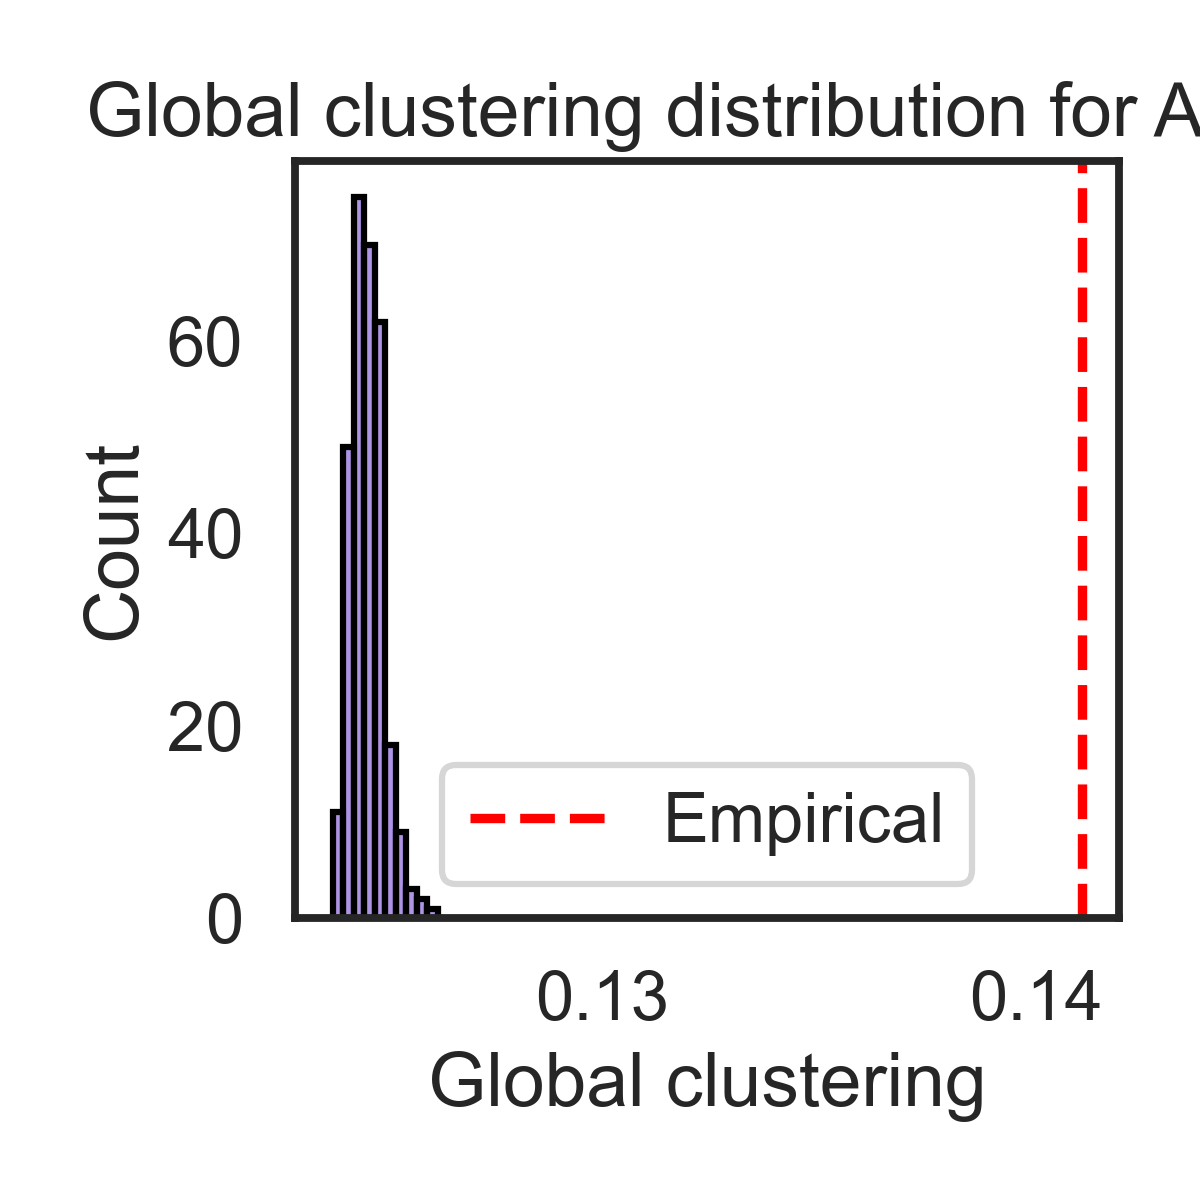 Global clustering distribution for A
60
40
20
0
Count
Empirical
0.13 0.14
Global clustering